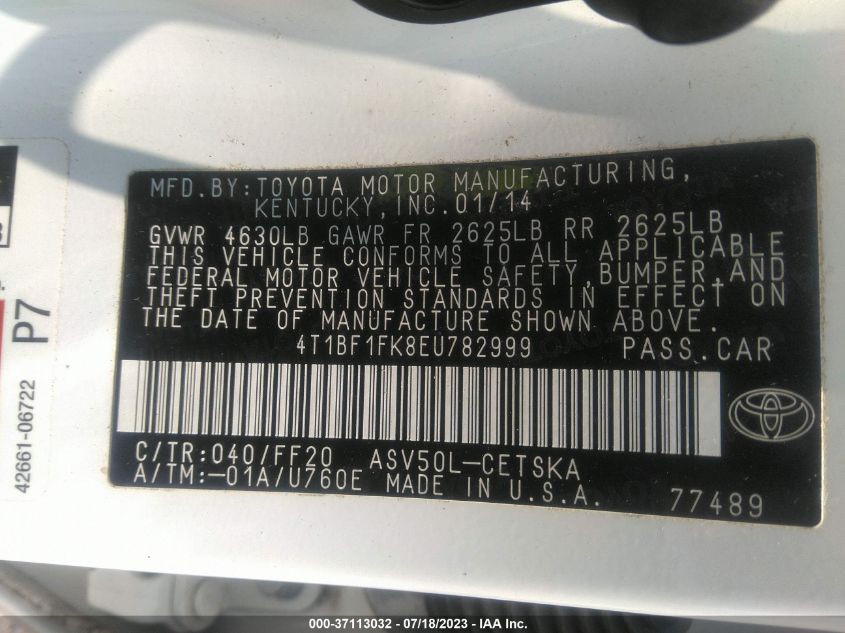 MFD.BY:TOYOTA MOTOR MANUFACTURING,
KENTUCKY,INC.01/14
GVWR 4630LB GAWR FR 2625LB RR 2625LB
THIS VEHICLE CONFORMS TO ALL APPLICABLE
FEDERAL MOTOR VEHICLE SAFETY,BUMPER,AND
THEFT PREVENTION STANDARDS IN EFFECT ON
THE DATE OF MANUFACTURE SHOWN ABOVE.
4T1BF1FK8EU782999 PASS.CAR
C/TR:040/FF20 ASV50L-CETSKA
A/TM:-01A/U760E MADE IN U.S.A. 77489
P7
42661-06722
000-37113032 - 07/18/2023 - IAA Inc.